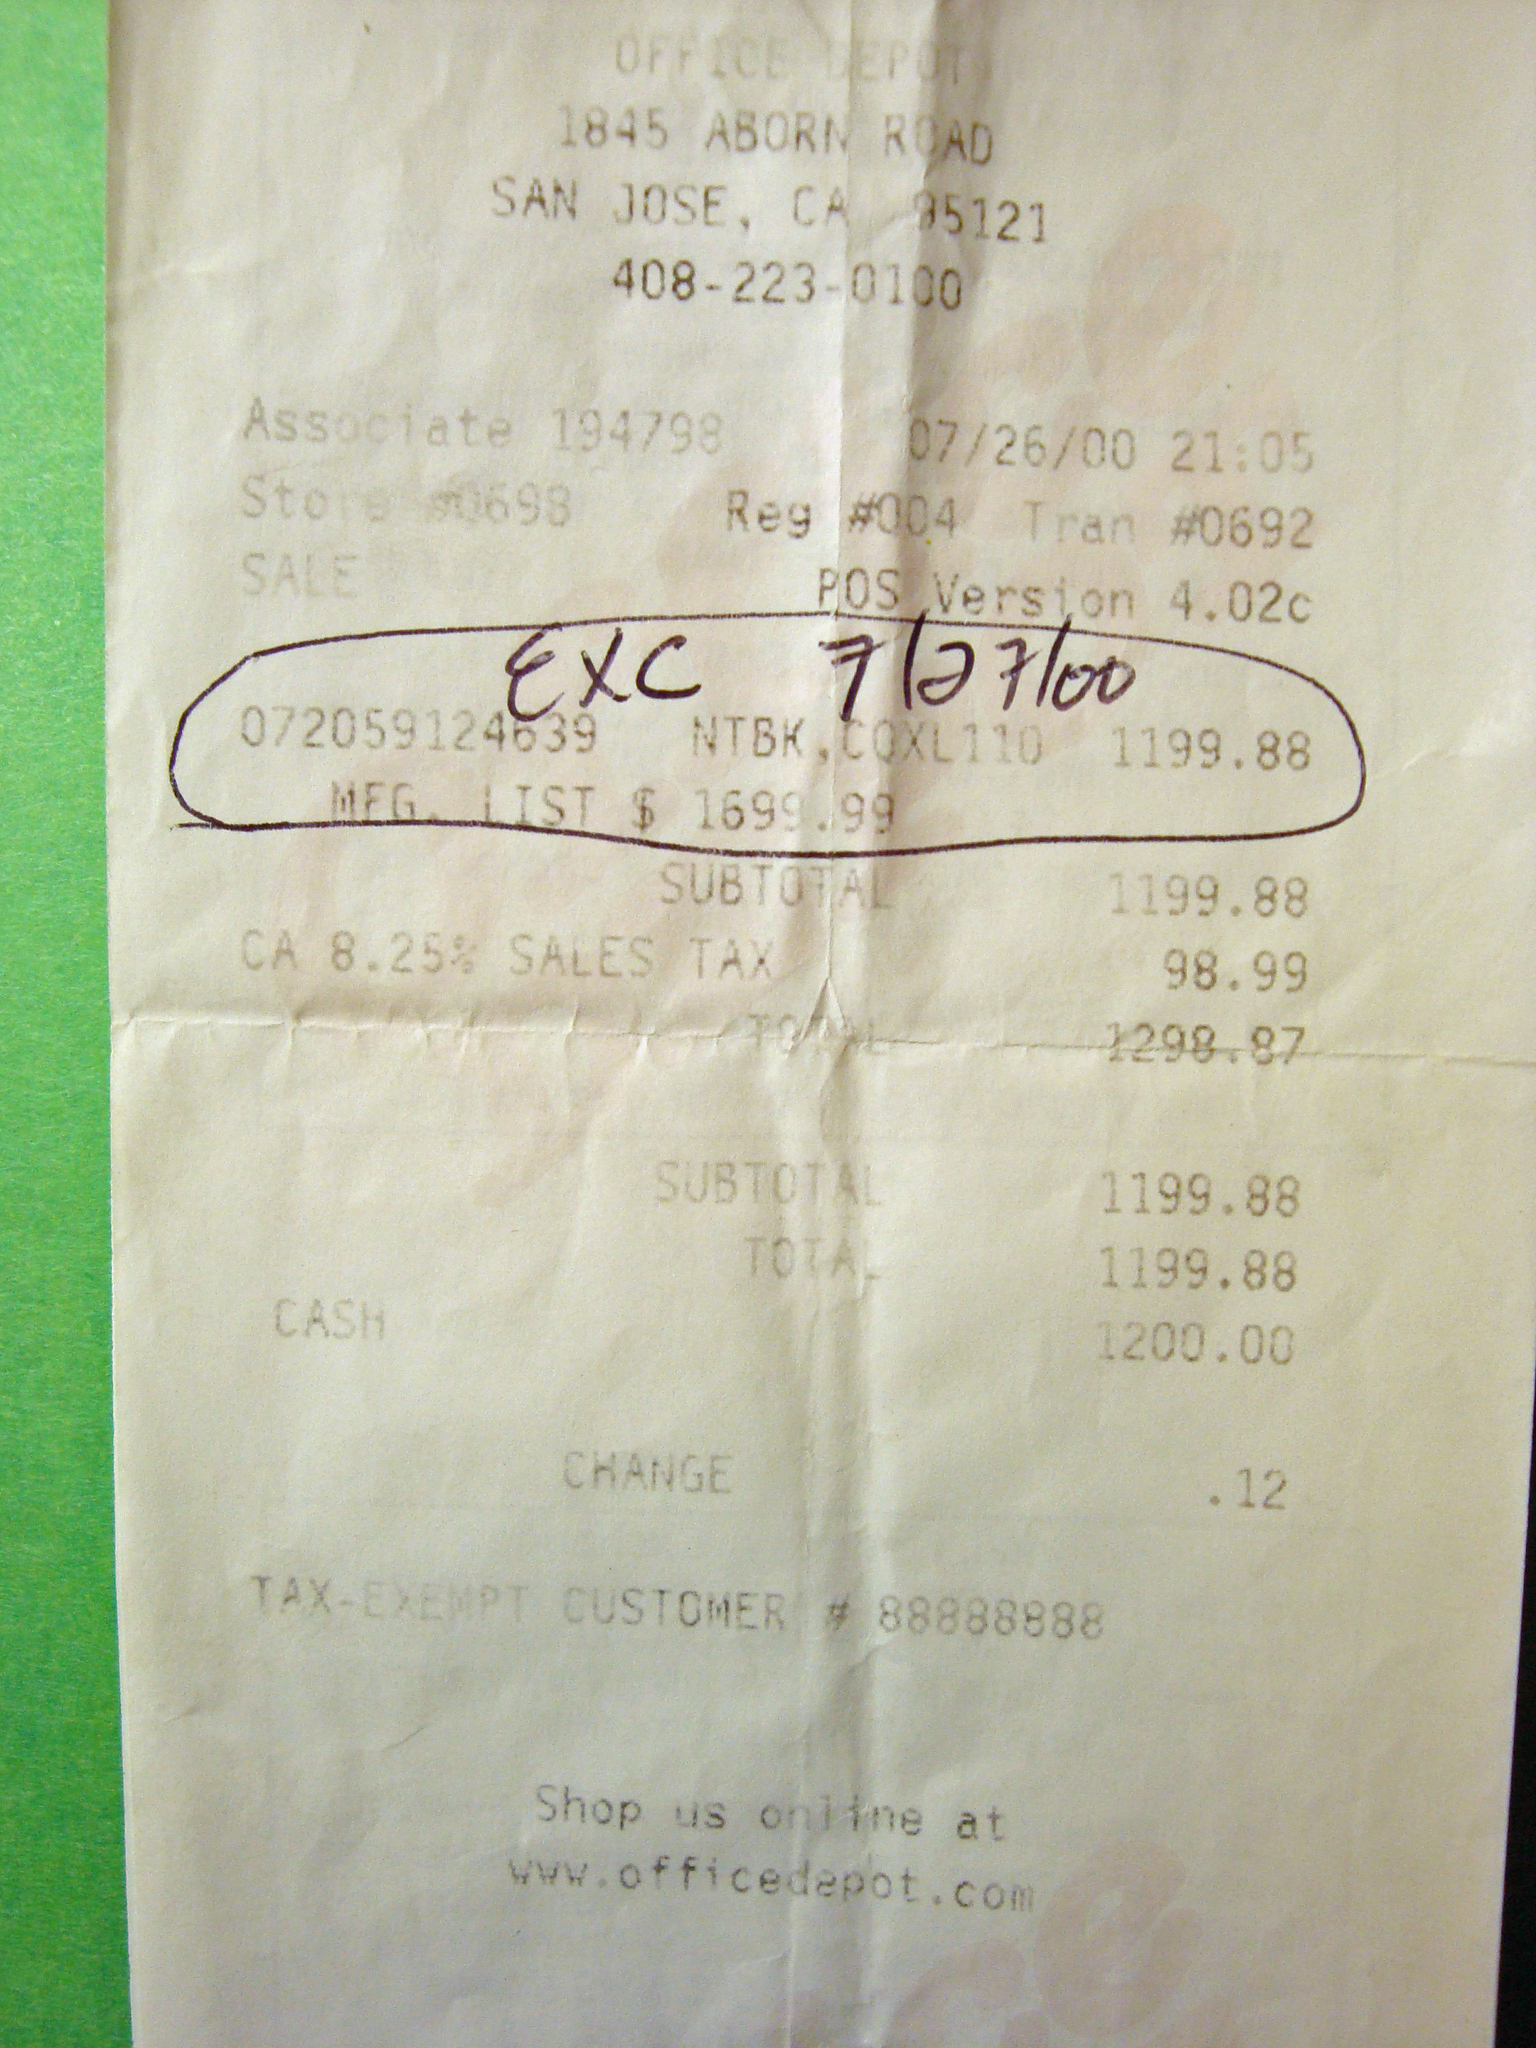 OFFICE DEPOT
1845 ABORN ROAD
SAN JOSE, CA 95121
408-223-0100
Associate 194798 07/26/00 21:05
Store #0698 Reg #004 Tran #0692
SALE POS Version 4.02c
EXC 7/27/00
072059124639 NTBK,CQXL110 1199.88
MFG. LIST $ 1699.99
SUBTOTAL 1199.88
CA 8.25% SALES TAX 98.99
TOTAL 1298.87
SUBTOTAL 1199.88
TOTAL 1199.88
CASH 1200.00
CHANGE .12
TAX-EXEMPT CUSTOMER # 88888888
Shop us online at
www.officedepot.com